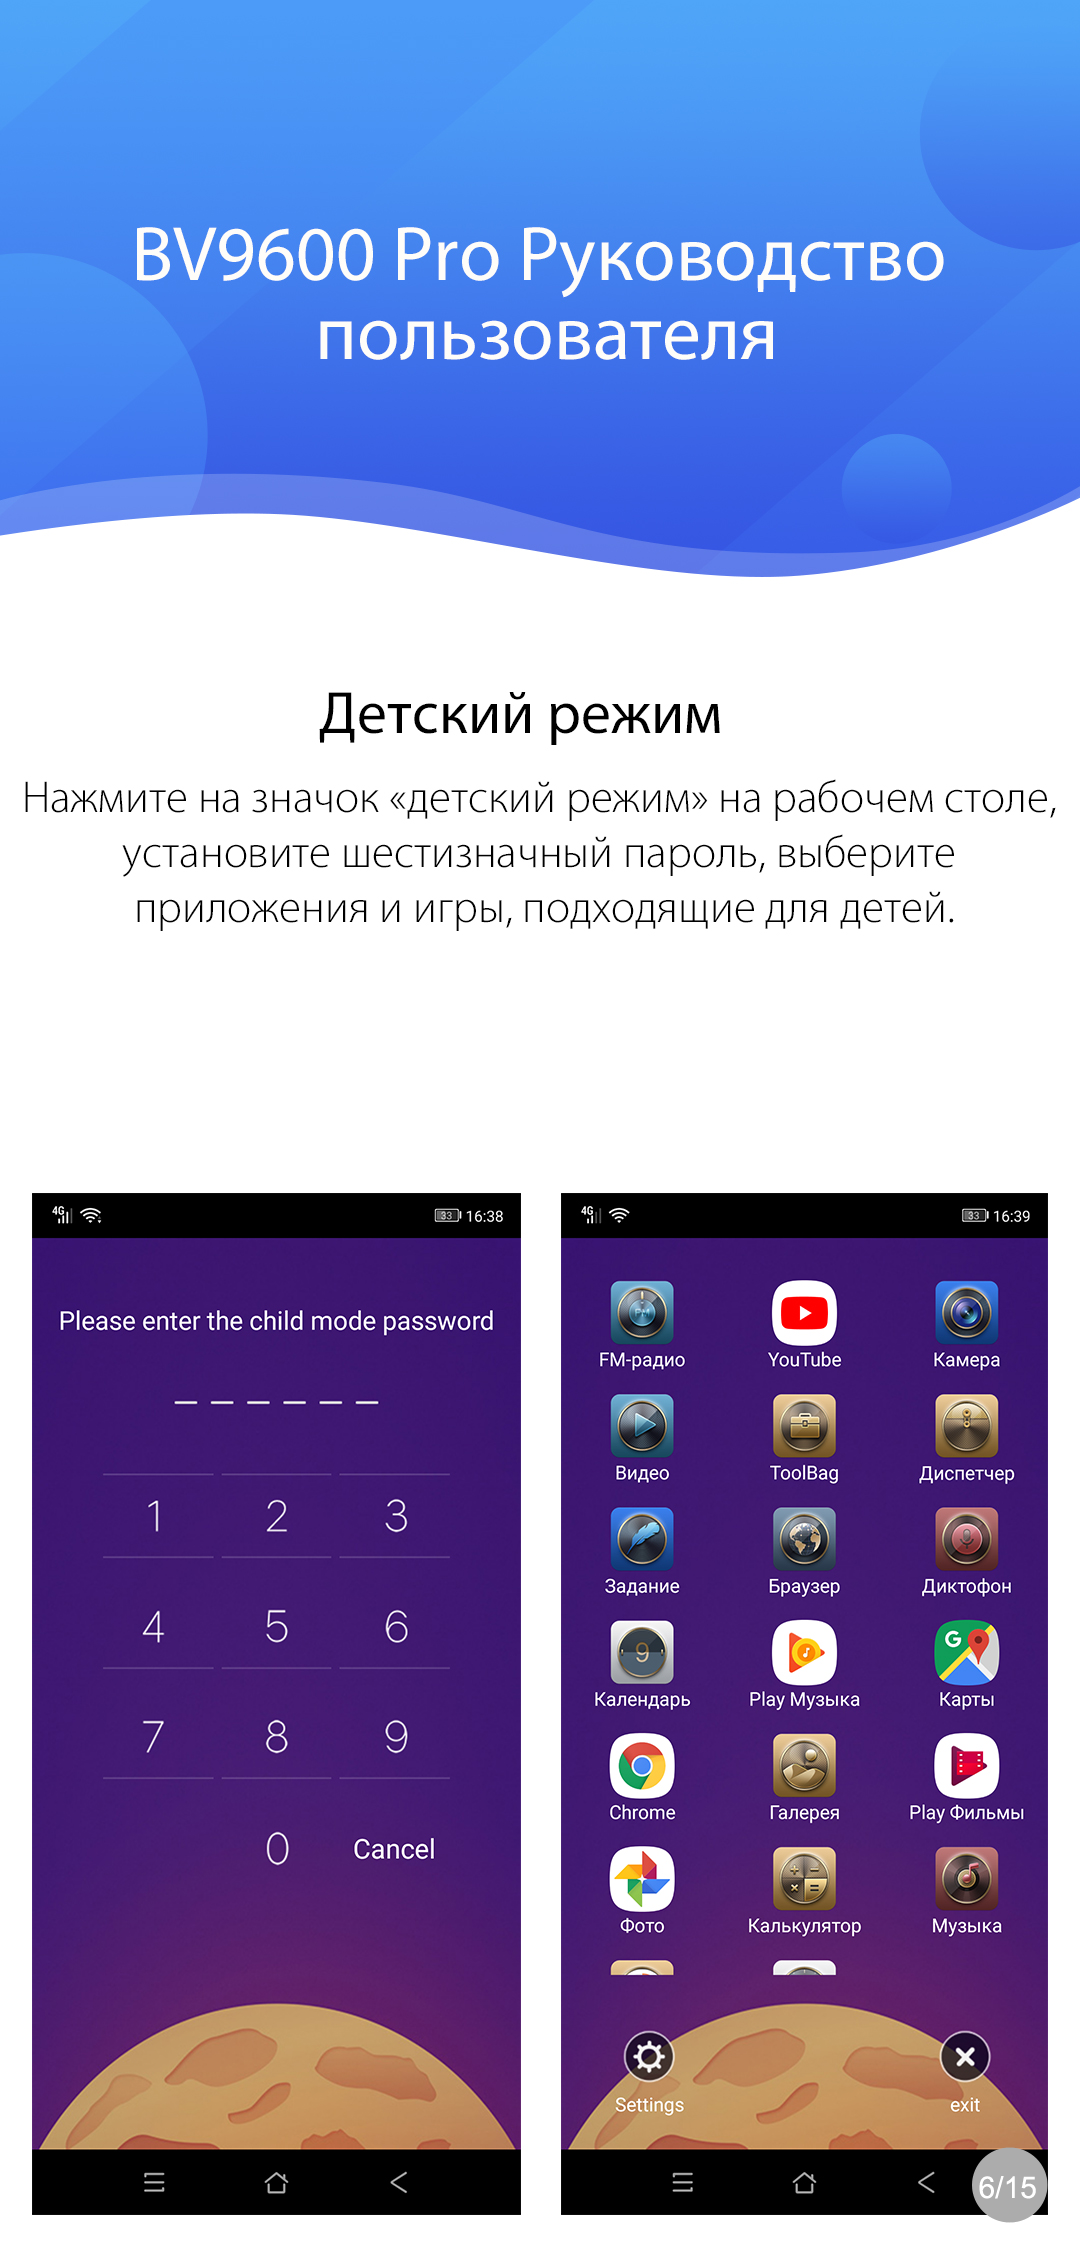 BV9600 Pro Руководство
пользователя
Детский режим
Нажмите на значок «детский режим» на рабочем столе,
установите шестизначный пароль, выберите
приложения и игры, подходящие для детей.
4G 33 16:38
Please enter the child mode password
1 2 3
4 5 6
7 8 9
0 Cancel
4G 33 16:39
FM
FM-радио YouTube Камера
Видео ToolBag Диспетчер
Задание Браузер Диктофон
9 G
Календарь Play Музыка Карты
Chrome Галерея Play Фильмы
Фото Калькулятор Музыка
Settings exit
6/15